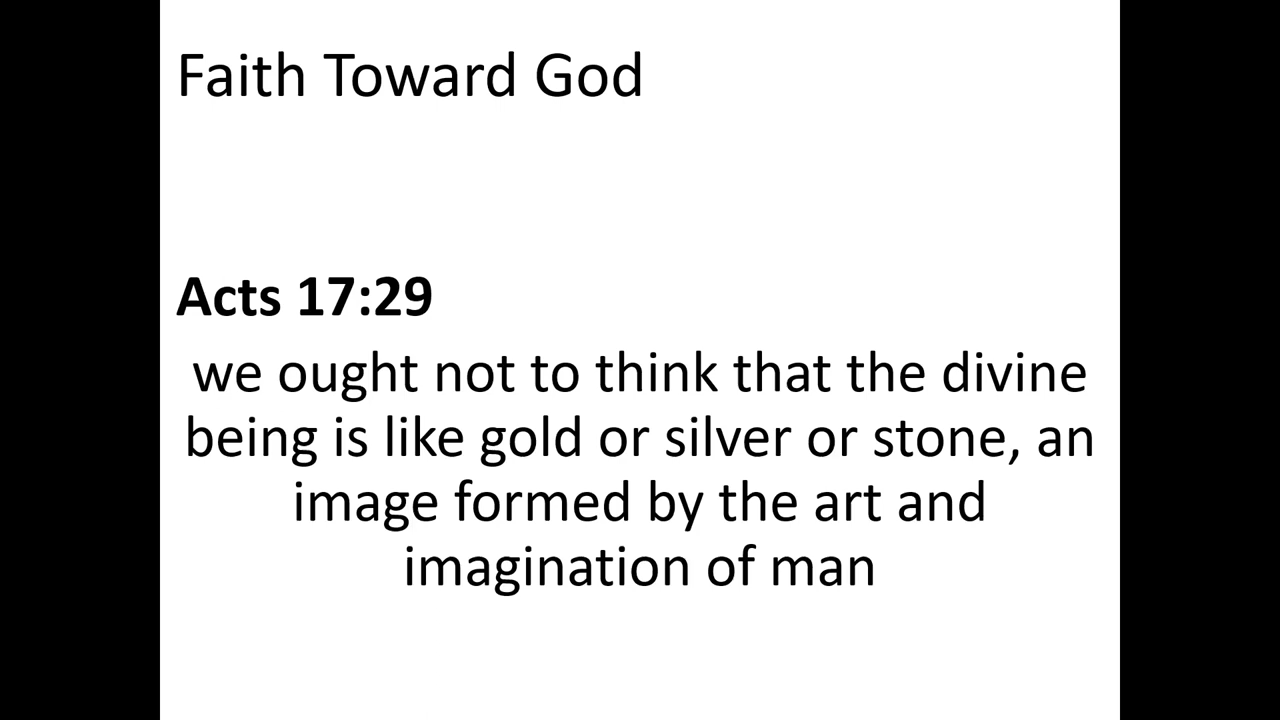 Faith Toward God
Acts 17:29
we ought not to think that the divine
being is like gold or silver or stone, an
image formed by the art and
imagination of man